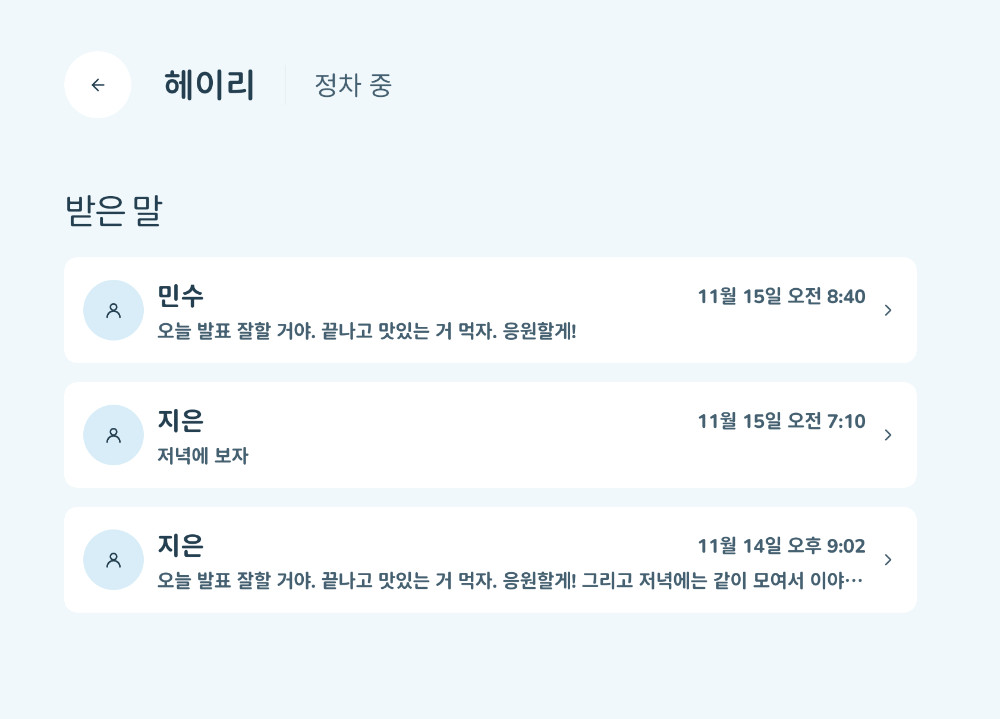 헤이리 정차 중
받은 말
민수 11월 15일 오전 8:40
오늘 발표 잘할 거야. 끝나고 맛있는 거 먹자. 응원할게!
지은 11월 15일 오전 7:10
저녁에 보자
지은 11월 14일 오후 9:02
오늘 발표 잘할 거야. 끝나고 맛있는 거 먹자. 응원할게! 그리고 저녁에는 같이 모여서 이야…